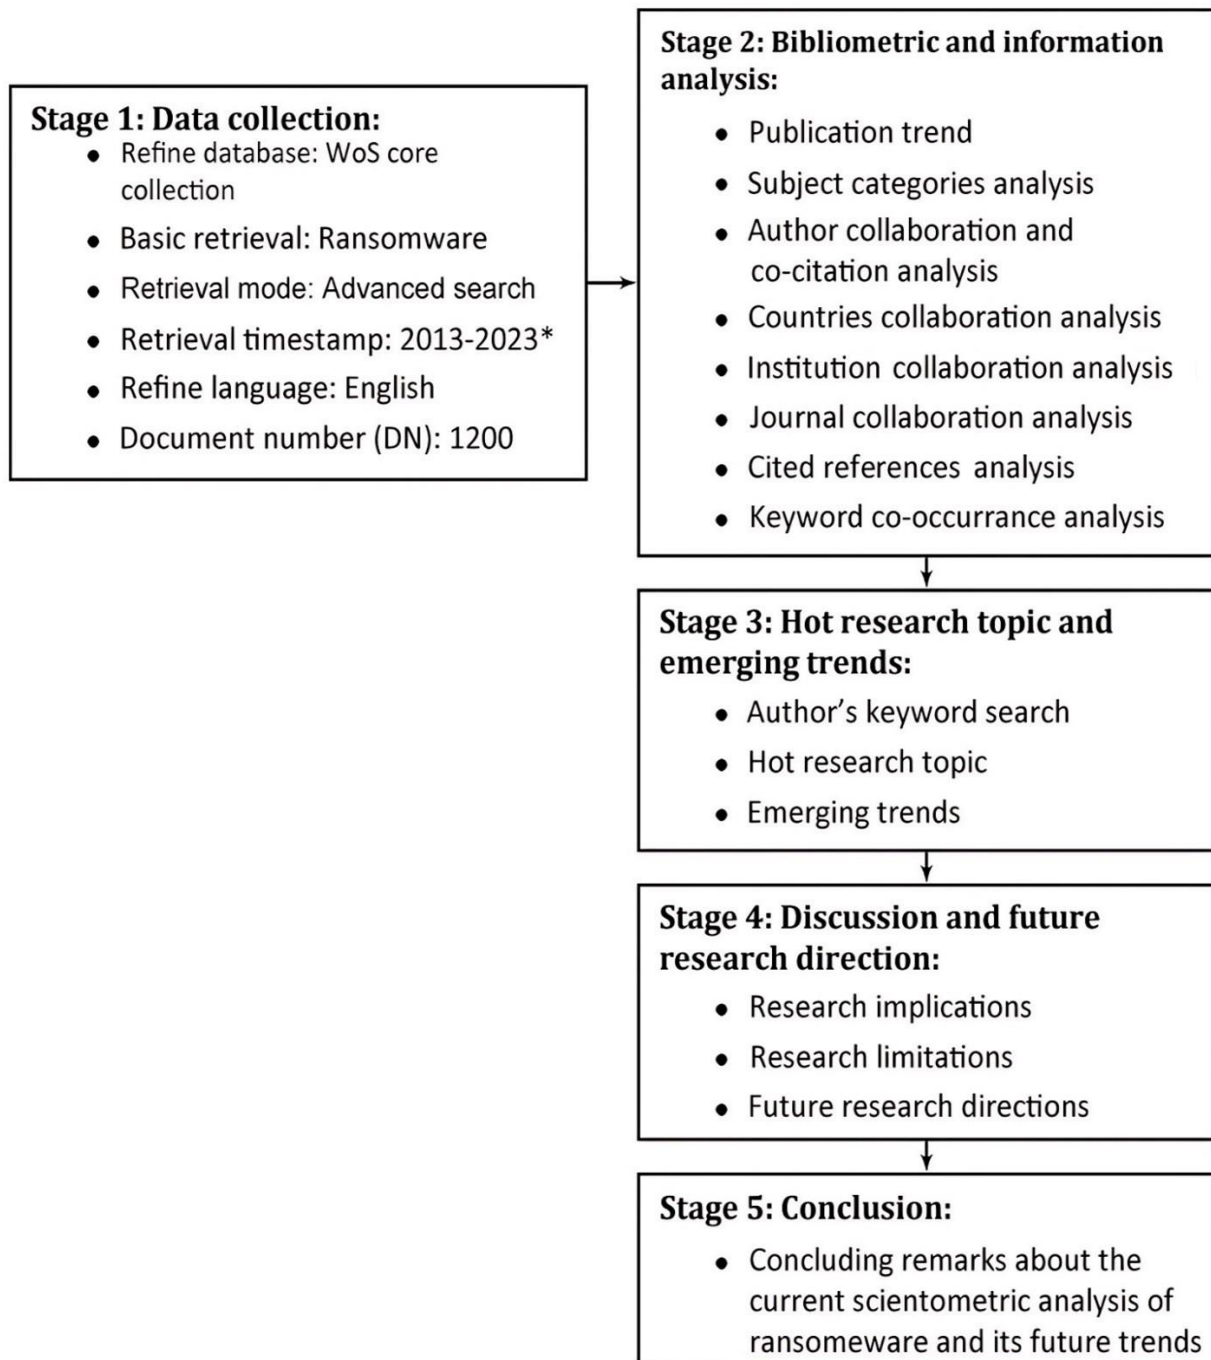 Stage 1: Data collection:
• Refine database: WoS core
collection
• Basic retrieval: Ransomware
• Retrieval mode: Advanced search
• Retrieval timestamp: 2013-2023*
• Refine language: English
• Document number (DN): 1200
Stage 2: Bibliometric and information
analysis:
• Publication trend
• Subject categories analysis
• Author collaboration and
co-citation analysis
• Countries collaboration analysis
• Institution collaboration analysis
• Journal collaboration analysis
• Cited references analysis
• Keyword co-occurrance analysis
Stage 3: Hot research topic and
emerging trends:
• Author’s keyword search
• Hot research topic
• Emerging trends
Stage 4: Discussion and future
research direction:
• Research implications
• Research limitations
• Future research directions
Stage 5: Conclusion:
• Concluding remarks about the
current scientometric analysis of
ransomeware and its future trends